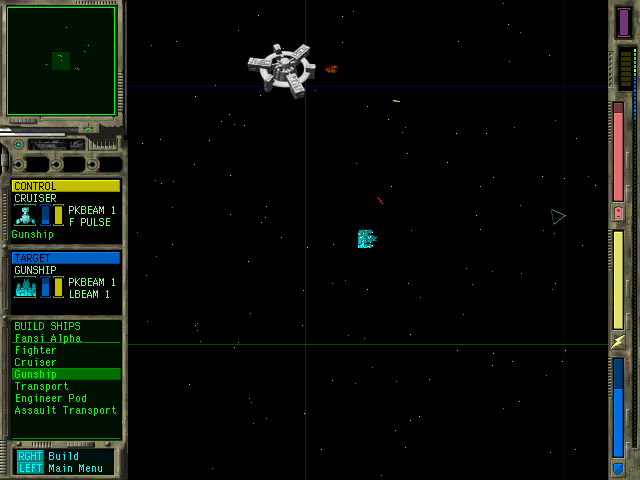 CONTROL
CRUISER
PKBEAM 1
F PULSE
Gunship
TARGET
GUNSHIP
PKBEAM 1
LBEAM 1
BUILD SHIPS
Fansi Alpha
Fighter
Cruiser
Gunship
Transport
Engineer Pod
Assault Transport
RGHT Build
LEFT Main Menu